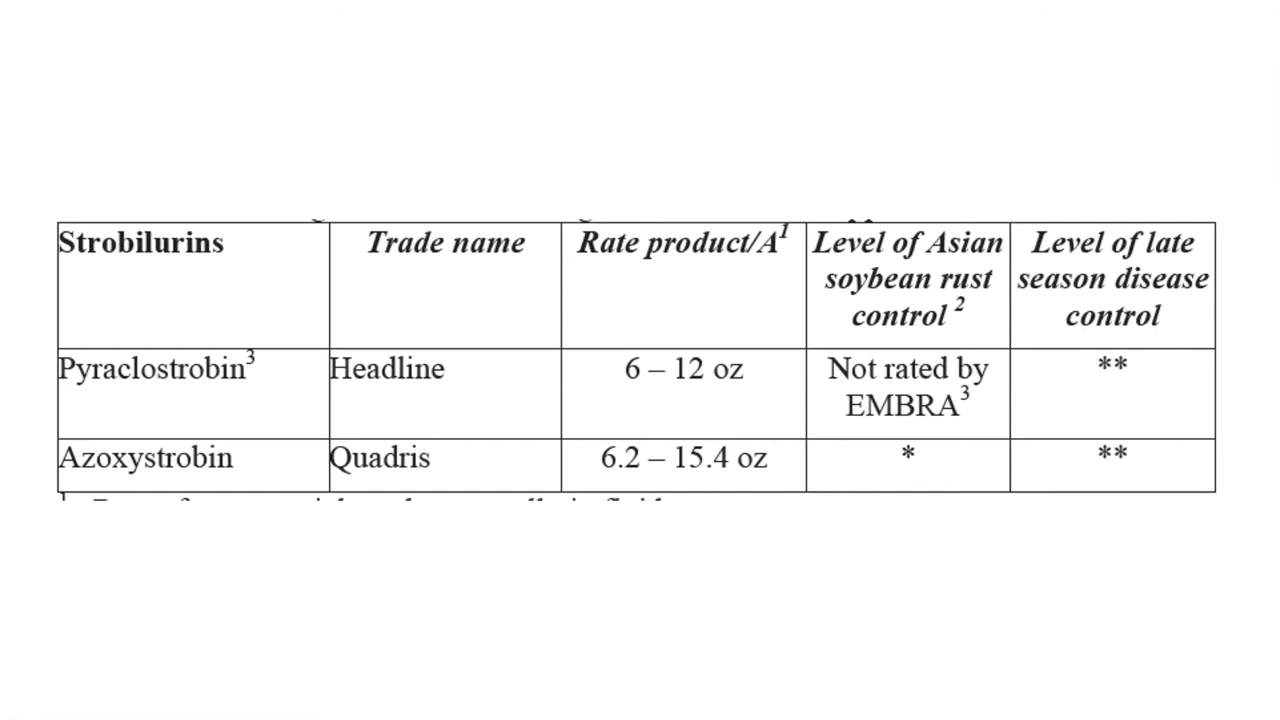 Strobilurins Trade name Rate product/A1 Level of Asian Level of late
soybean rust season disease
control 2 control
Pyraclostrobin3 Headline 6 – 12 oz Not rated by **
EMBRA3
Azoxystrobin Quadris 6.2 – 15.4 oz * **